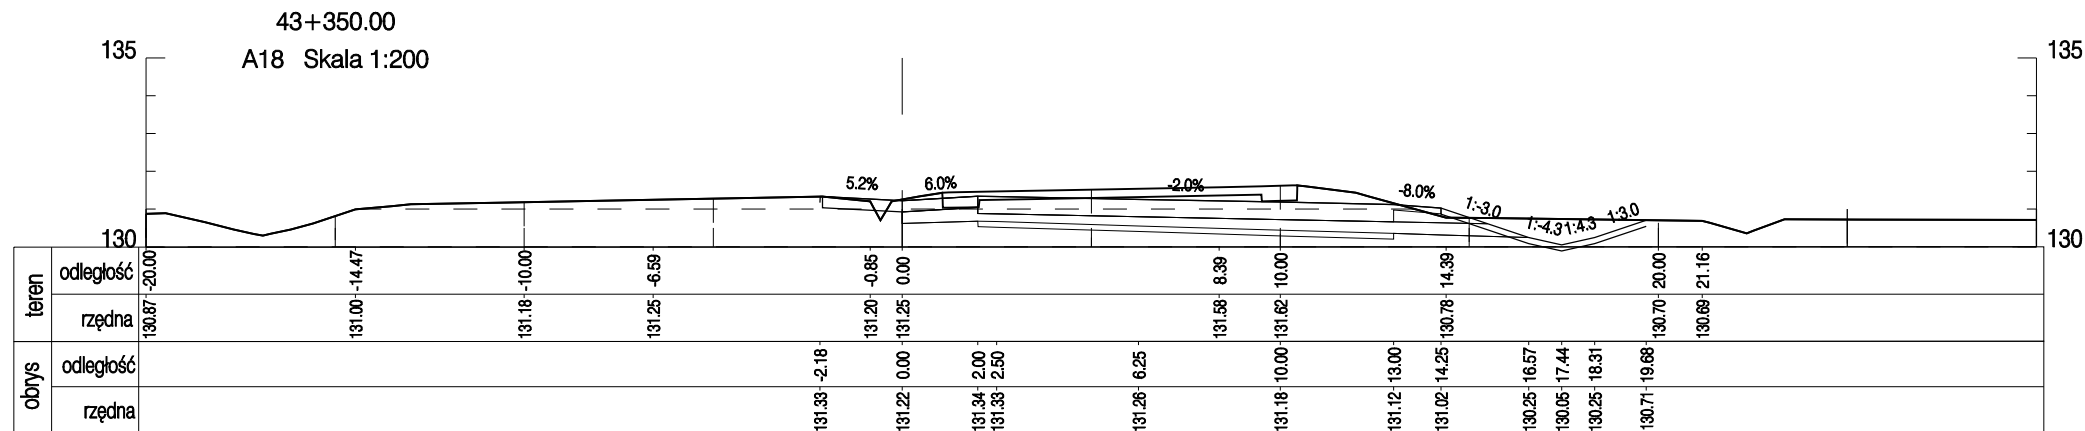 43+350.00
A18 Skala 1:200
135 135
5.2% 6.0% -2.0% -8.0% 1:-3.0 1:-4.3 1:4.3 1:3.0
130 130
teren
odległość -20.00 -14.47 -10.00 -6.59 -0.85 0.00 8.39 10.00 14.39 20.00 21.16
rzędna 130.87 131.00 131.18 131.25 131.20 131.25 131.58 131.62 130.78 130.70 130.69
obrys
odległość -2.18 0.00 2.00 2.50 6.25 10.00 13.00 14.25 16.57 17.44 18.31 19.68
rzędna 131.33 131.22 131.34 131.33 131.26 131.18 131.12 131.02 130.25 130.05 130.25 130.71